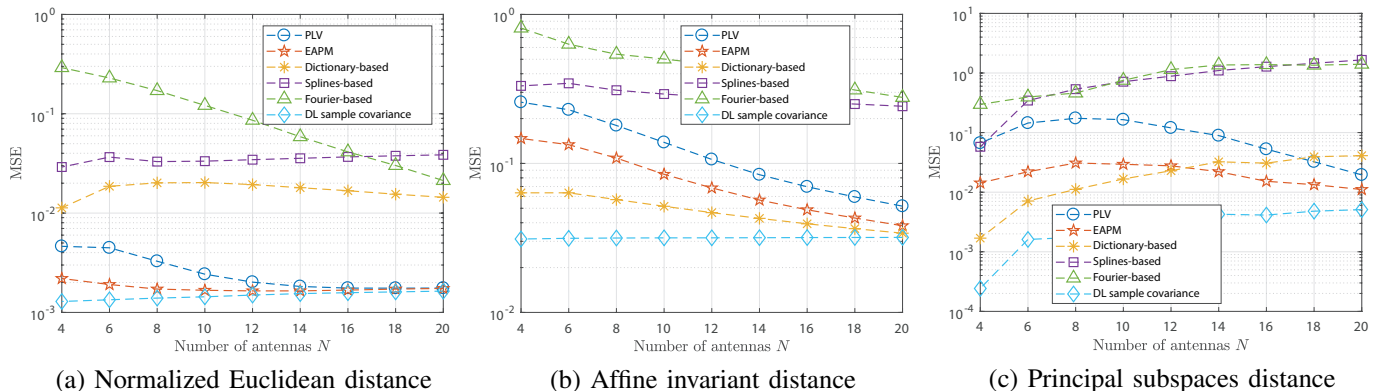 10^0
10^-1
10^-2
10^-3
MSE
4 6 8 10 12 14 16 18 20
Number of antennas N
PLV
EAPM
Dictionary-based
Splines-based
Fourier-based
DL sample covariance
(a) Normalized Euclidean distance
10^0
10^-1
10^-2
MSE
4 6 8 10 12 14 16 18 20
Number of antennas N
PLV
EAPM
Dictionary-based
Splines-based
Fourier-based
DL sample covariance
(b) Affine invariant distance
10^1
10^0
10^-1
10^-2
10^-3
10^-4
MSE
4 6 8 10 12 14 16 18 20
Number of antennas N
PLV
EAPM
Dictionary-based
Splines-based
Fourier-based
DL sample covariance
(c) Principal subspaces distance